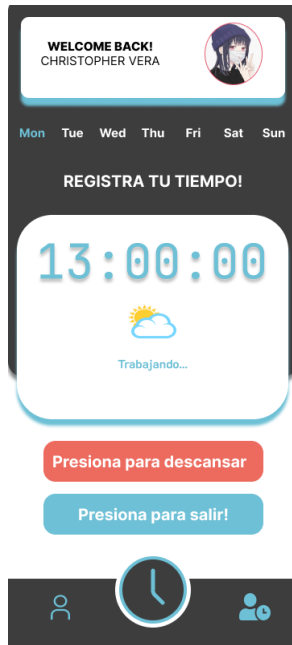 WELCOME BACK!
CHRISTOPHER VERA
Mon Tue Wed Thu Fri Sat Sun
REGISTRA TU TIEMPO!
13:00:00
Trabajando...
Presiona para descansar
Presiona para salir!